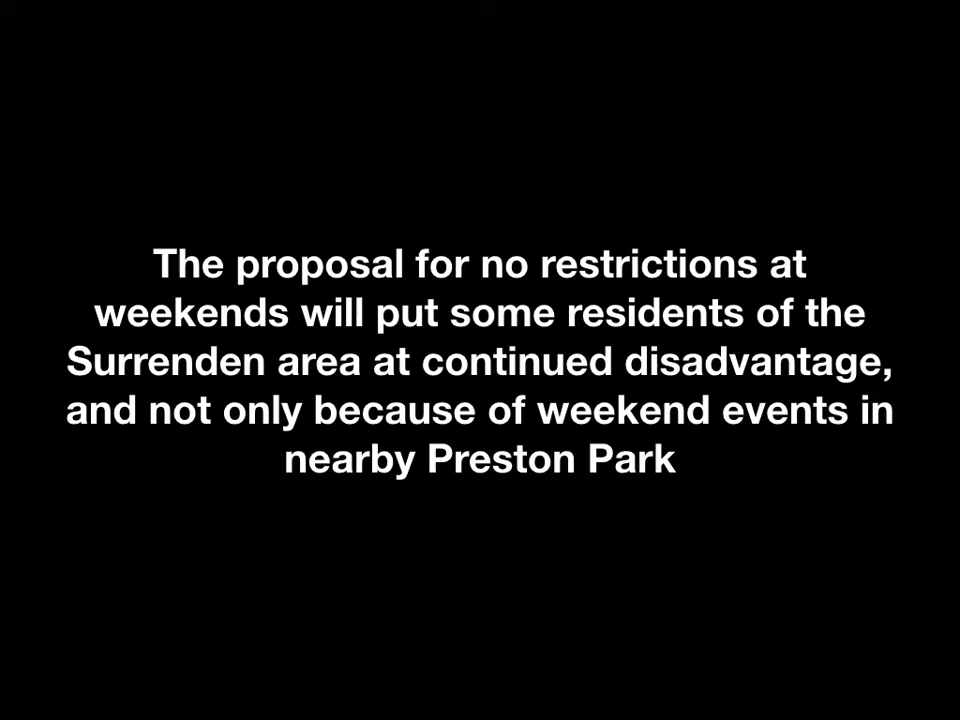 The proposal for no restrictions at
weekends will put some residents of the
Surrenden area at continued disadvantage,
and not only because of weekend events in
nearby Preston Park